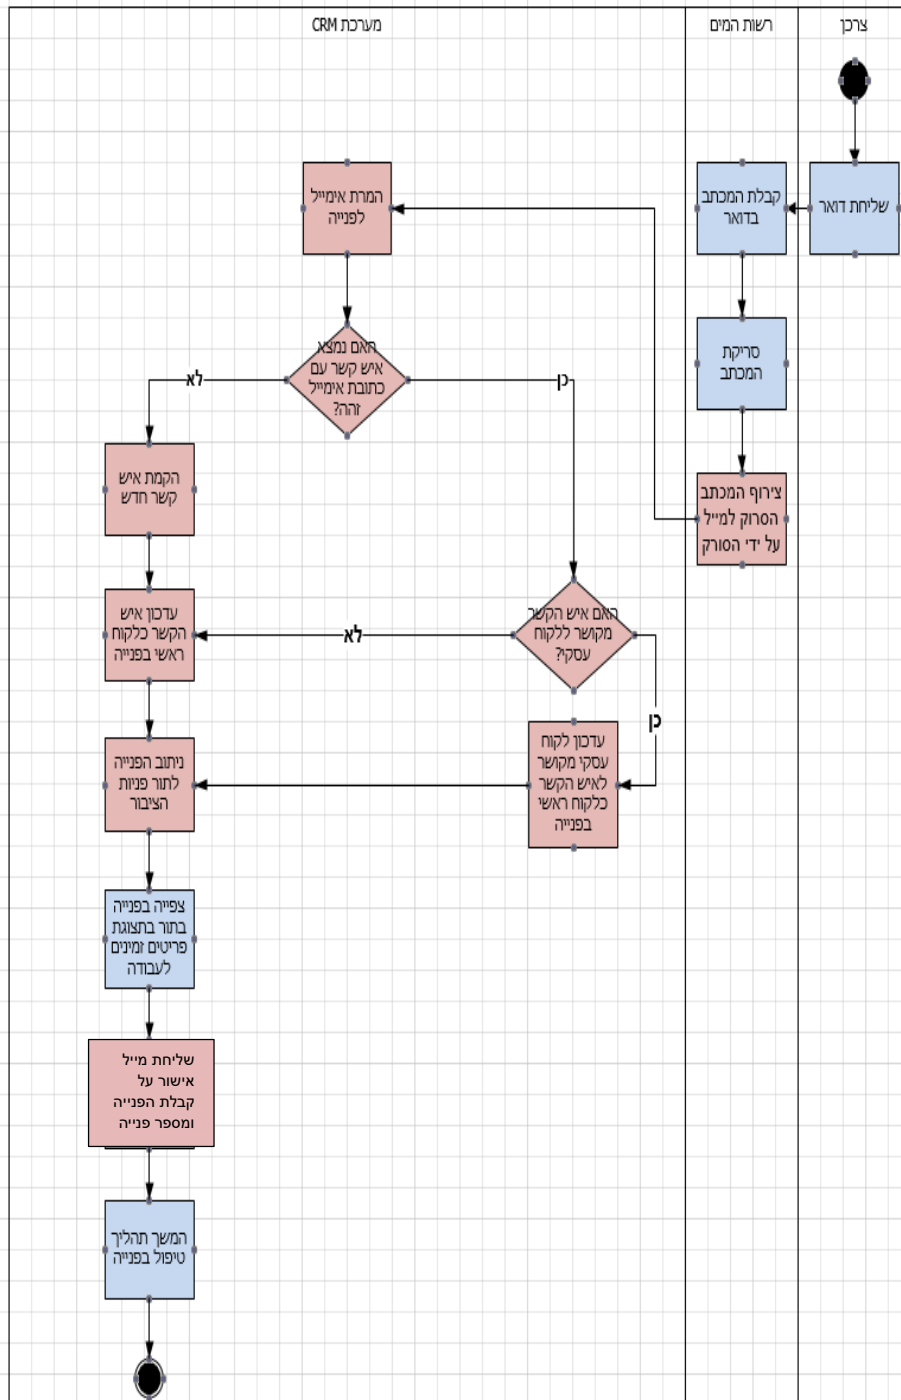 צרכן
רשות המים
מערכת CRM
שליחת דואר
קבלת המכתב
בדואר
סריקת
המכתב
צירוף המכתב
הסרוק למייל
על ידי הסורק
המרת אימייל
לפנייה
האם נמצא
איש קשר עם
כתובת אימייל
זהה?
כן
לא
הקמת איש
קשר חדש
האם איש הקשר
מקושר ללקוח
עסקי?
לא
עדכון איש
הקשר כלקוח
ראשי בפנייה
כן
עדכון לקוח
עסקי מקושר
לאיש הקשר
כלקוח ראשי
בפנייה
ניתוב הפנייה
לתור פניות
הציבור
צפייה בפנייה
בתור בתצוגת
פריטים זמינים
לעבודה
שליחת מייל
אישור על
קבלת הפנייה
ומספר פנייה
המשך תהליך
טיפול בפנייה